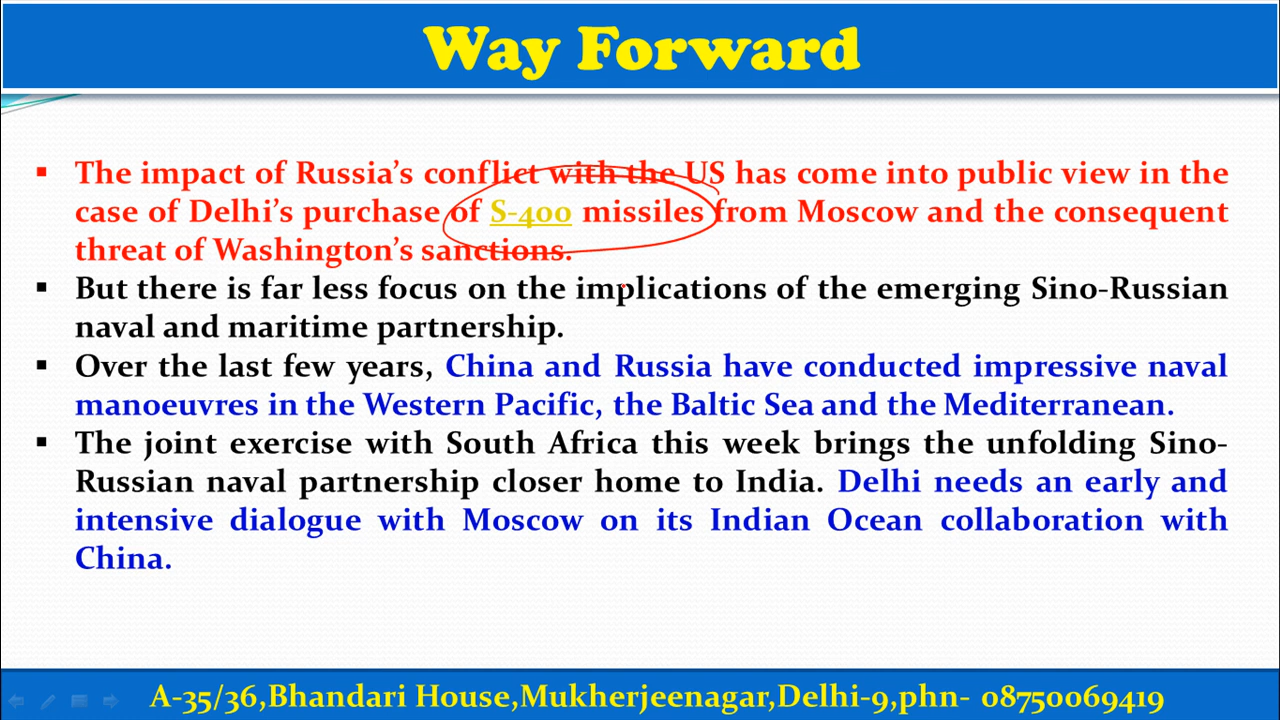 Way Forward
The impact of Russia’s conflict with the US has come into public view in the
case of Delhi’s purchase of S-400 missiles from Moscow and the consequent
threat of Washington’s sanctions.
But there is far less focus on the implications of the emerging Sino-Russian
naval and maritime partnership.
Over the last few years, China and Russia have conducted impressive naval
manoeuvres in the Western Pacific, the Baltic Sea and the Mediterranean.
The joint exercise with South Africa this week brings the unfolding Sino-
Russian naval partnership closer home to India. Delhi needs an early and
intensive dialogue with Moscow on its Indian Ocean collaboration with
China.
A-35/36,Bhandari House,Mukherjeenagar,Delhi-9,phn- 08750069419